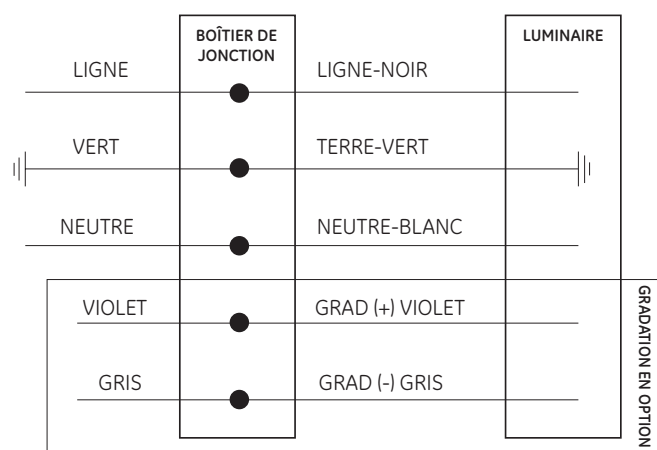 BOÎTIER DE
JONCTION
LUMINAIRE
LIGNE
LIGNE-NOIR
VERT
TERRE-VERT
NEUTRE
NEUTRE-BLANC
VIOLET
GRAD (+) VIOLET
GRIS
GRAD (-) GRIS
GRADATION EN OPTION